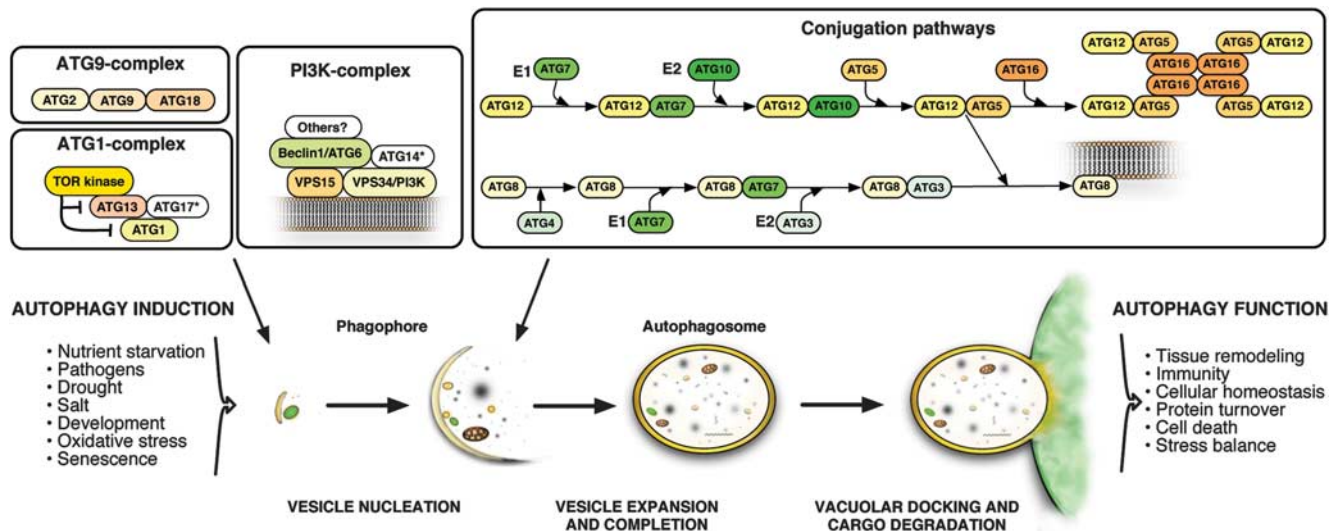 ATG9-complex
ATG2 ATG9 ATG18
ATG1-complex
TOR kinase
ATG13 ATG17*
ATG1
PI3K-complex
Others?
Beclin1/ATG6 ATG14*
VPS15 VPS34/PI3K
Conjugation pathways
E1 ATG7 E2 ATG10 ATG5 ATG16
ATG12 ATG12 ATG7 ATG12 ATG10 ATG12 ATG5
ATG12 ATG5 ATG5 ATG12
ATG16 ATG16
ATG16 ATG16
ATG12 ATG5 ATG5 ATG12
ATG8 ATG8 ATG8 ATG7 ATG8 ATG3 ATG8
ATG4 E1 ATG7 E2 ATG3
AUTOPHAGY INDUCTION
• Nutrient starvation
• Pathogens
• Drought
• Salt
• Development
• Oxidative stress
• Senescence
Phagophore
Autophagosome
AUTOPHAGY FUNCTION
• Tissue remodeling
• Immunity
• Cellular homeostasis
• Protein turnover
• Cell death
• Stress balance
VESICLE NUCLEATION
VESICLE EXPANSION
AND COMPLETION
VACUOLAR DOCKING AND
CARGO DEGRADATION